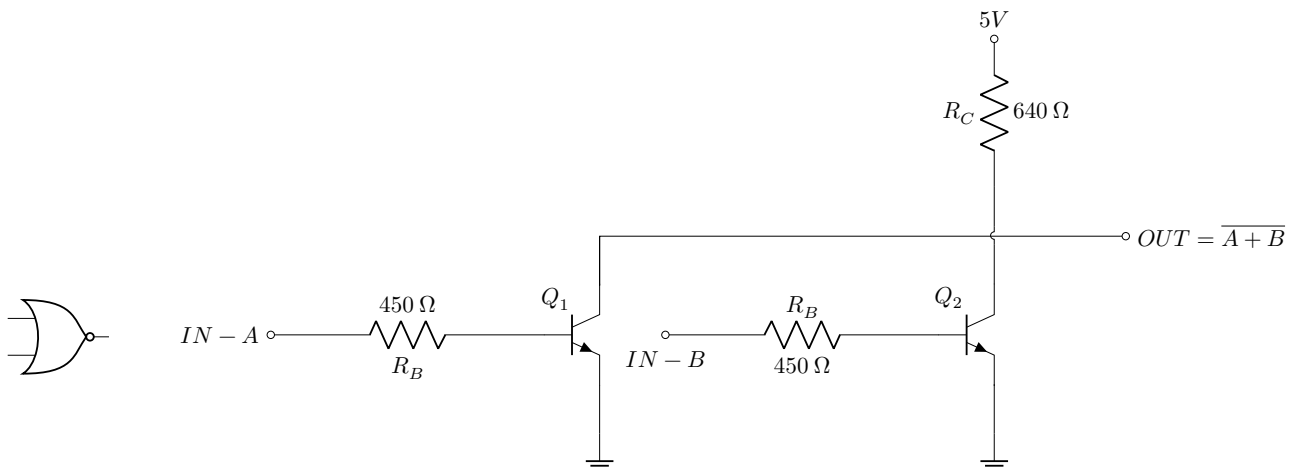 5V
R_C 640 Ω
OUT = \overline{A + B}
Q_1
Q_2
450 Ω
R_B
IN − A
IN − B
R_B
450 Ω